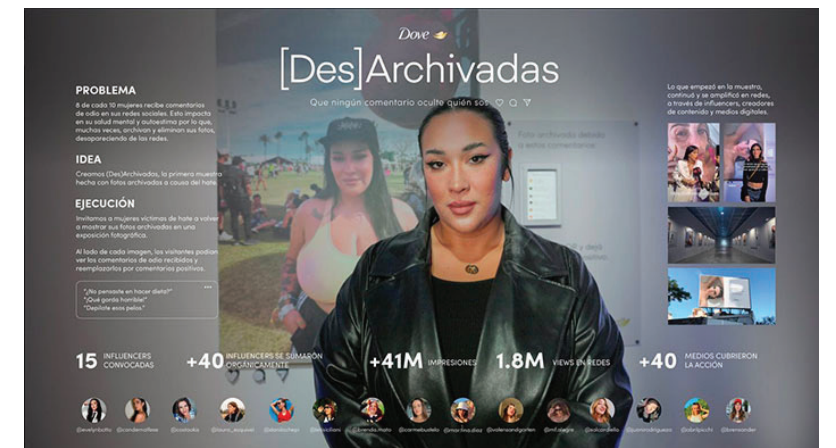 Dove
[Des]Archivadas
Que ningún comentario oculte quién sos
PROBLEMA
8 de cada 10 mujeres recibe comentarios
de odio en sus redes sociales. Esto impacta
en su salud mental y autoestima por lo que,
muchas veces, archivan y eliminan sus fotos,
desapareciendo de las redes.
IDEA
Creamos (Des)Archivadas, la primera muestra
hecha con fotos archivadas a causa del hate.
EJECUCIÓN
Invitamos a mujeres víctimas de hate a volver
a mostrar sus fotos archivadas en una
exposición fotográfica.
Al lado de cada imagen, los visitantes podían
ver los comentarios de odio recibidos y
reemplazarlos por comentarios positivos.
"¿No pensaste en hacer dieta?"
"¡Qué gorda horrible!"
"Depilate esos pelos."
Foto archivada debido
a estos comentarios
y dejá
positivo.
Lo que empezó en la muestra,
continuó y se amplificó en redes,
a través de influencers, creadores
de contenido y medios digitales.
15 INFLUENCERS
CONVOCADAS
+40 INFLUENCERS SE SUMARON
ORGÁNICAMENTE
+41M IMPRESIONES
1.8M VIEWS EN REDES
+40 MEDIOS CUBRIERON
LA ACCIÓN